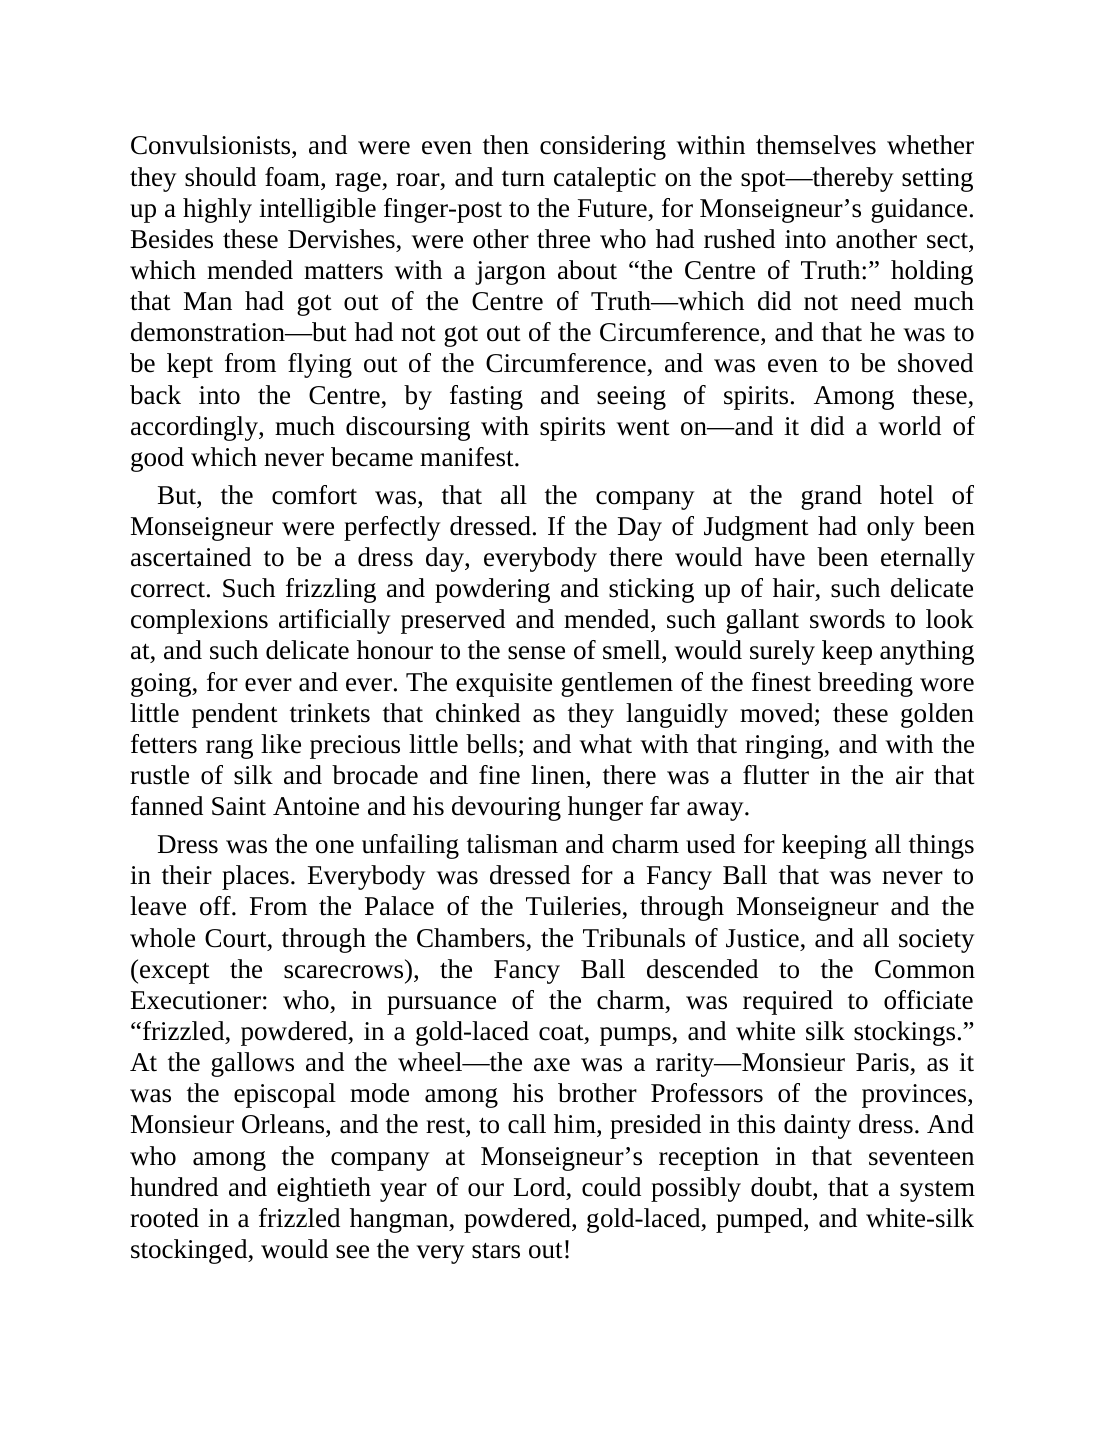 Convulsionists, and were even then considering within themselves whether
they should foam, rage, roar, and turn cataleptic on the spot—thereby setting
up a highly intelligible finger-post to the Future, for Monseigneur’s guidance.
Besides these Dervishes, were other three who had rushed into another sect,
which mended matters with a jargon about “the Centre of Truth:” holding
that Man had got out of the Centre of Truth—which did not need much
demonstration—but had not got out of the Circumference, and that he was to
be kept from flying out of the Circumference, and was even to be shoved
back into the Centre, by fasting and seeing of spirits. Among these,
accordingly, much discoursing with spirits went on—and it did a world of
good which never became manifest.
But, the comfort was, that all the company at the grand hotel of
Monseigneur were perfectly dressed. If the Day of Judgment had only been
ascertained to be a dress day, everybody there would have been eternally
correct. Such frizzling and powdering and sticking up of hair, such delicate
complexions artificially preserved and mended, such gallant swords to look
at, and such delicate honour to the sense of smell, would surely keep anything
going, for ever and ever. The exquisite gentlemen of the finest breeding wore
little pendent trinkets that chinked as they languidly moved; these golden
fetters rang like precious little bells; and what with that ringing, and with the
rustle of silk and brocade and fine linen, there was a flutter in the air that
fanned Saint Antoine and his devouring hunger far away.
Dress was the one unfailing talisman and charm used for keeping all things
in their places. Everybody was dressed for a Fancy Ball that was never to
leave off. From the Palace of the Tuileries, through Monseigneur and the
whole Court, through the Chambers, the Tribunals of Justice, and all society
(except the scarecrows), the Fancy Ball descended to the Common
Executioner: who, in pursuance of the charm, was required to officiate
“frizzled, powdered, in a gold-laced coat, pumps, and white silk stockings.”
At the gallows and the wheel—the axe was a rarity—Monsieur Paris, as it
was the episcopal mode among his brother Professors of the provinces,
Monsieur Orleans, and the rest, to call him, presided in this dainty dress. And
who among the company at Monseigneur’s reception in that seventeen
hundred and eightieth year of our Lord, could possibly doubt, that a system
rooted in a frizzled hangman, powdered, gold-laced, pumped, and white-silk
stockinged, would see the very stars out!